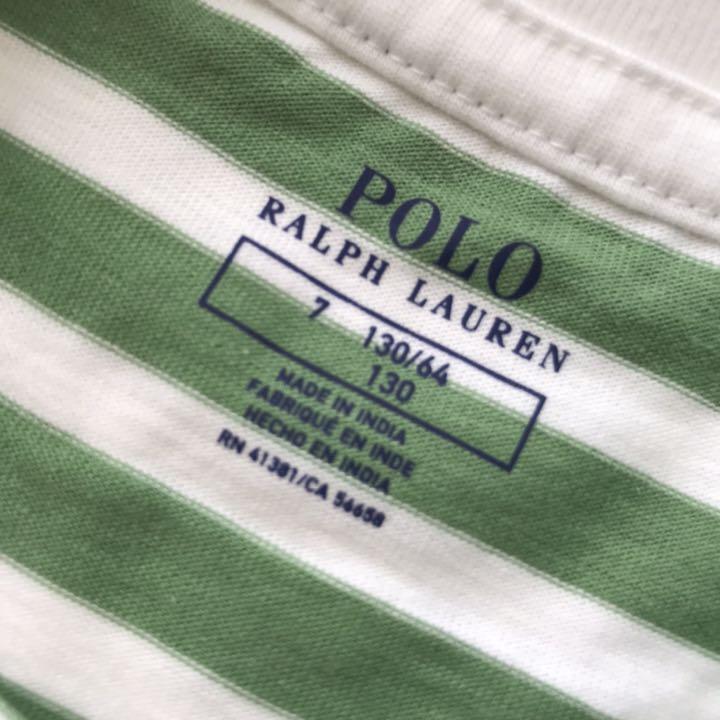 POLO
RALPH LAUREN
7 130/64
130
MADE IN INDIA
FABRIQUÉ EN INDE
HECHO EN INDIA
RN 41381/CA 56658